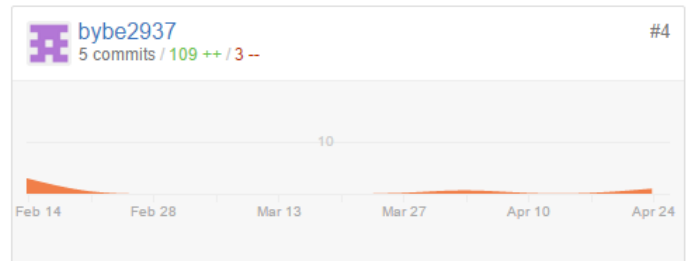 bybe2937
#4
5 commits / 109 ++ / 3 --
10
Feb 14 Feb 28 Mar 13 Mar 27 Apr 10 Apr 24